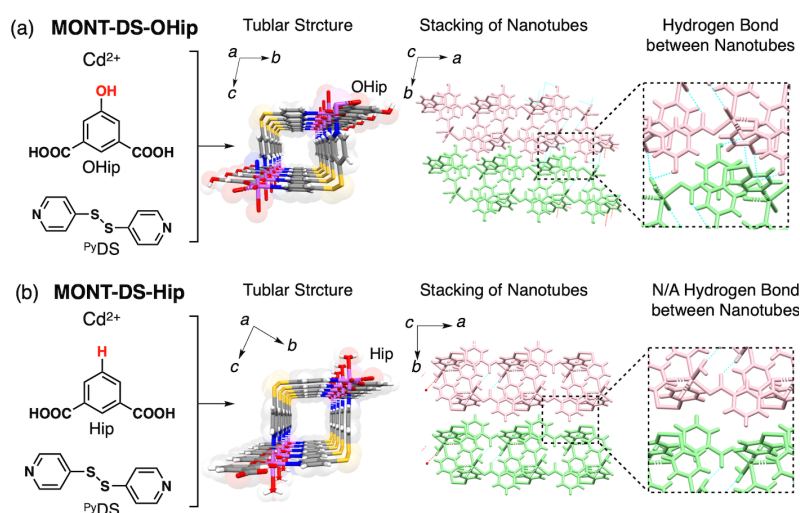 (a) MONT-DS-OHip
Tublar Strcture
Stacking of Nanotubes
Hydrogen Bond
between Nanotubes
Cd2+
OH
HOOC
COOH
OHip
N
S
S
N
PyDS
a
b
c
OHip
c
a
b
(b) MONT-DS-Hip
Tublar Strcture
Stacking of Nanotubes
N/A Hydrogen Bond
between Nanotubes
Cd2+
H
HOOC
COOH
Hip
N
S
S
N
PyDS
a
b
c
Hip
c
a
b